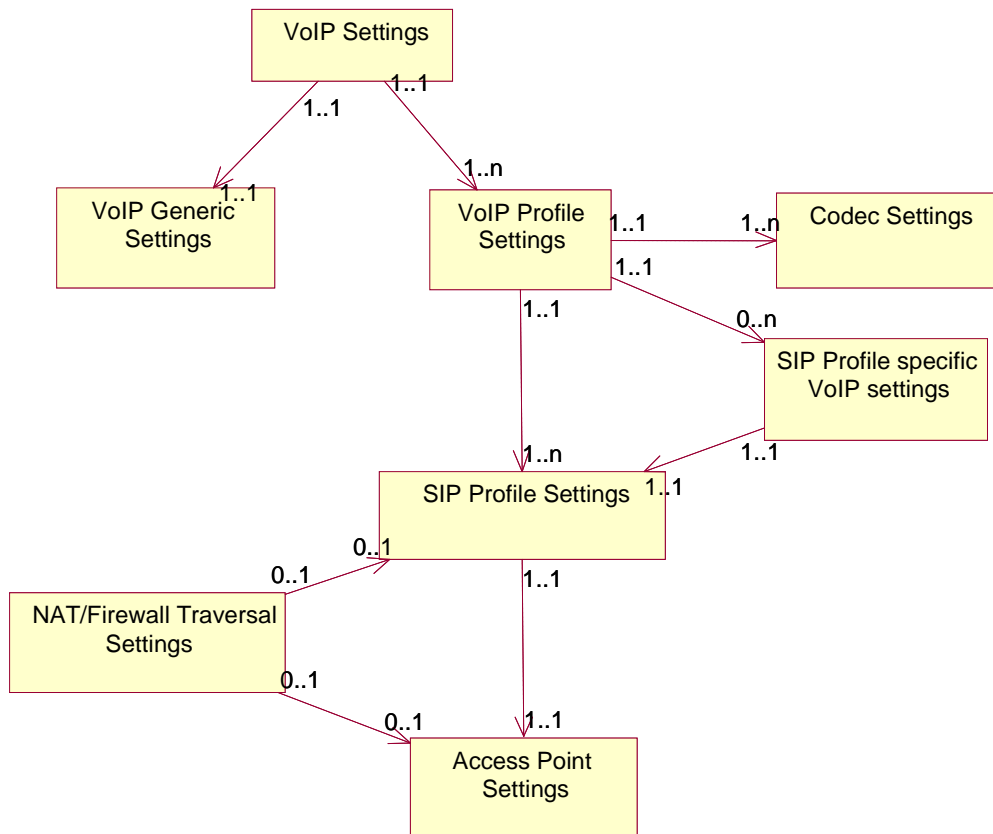 VoIP Settings
1..1
1..1
1..n
1..1
VoIP Generic
Settings
VoIP Profile
Settings
1..1
1..n
Codec Settings
1..1
1..1
0..n
SIP Profile specific
VoIP settings
1..n
1..1
SIP Profile Settings
1..1
0..1
0..1
1..1
NAT/Firewall Traversal
Settings
0..1
0..1
1..1
Access Point
Settings